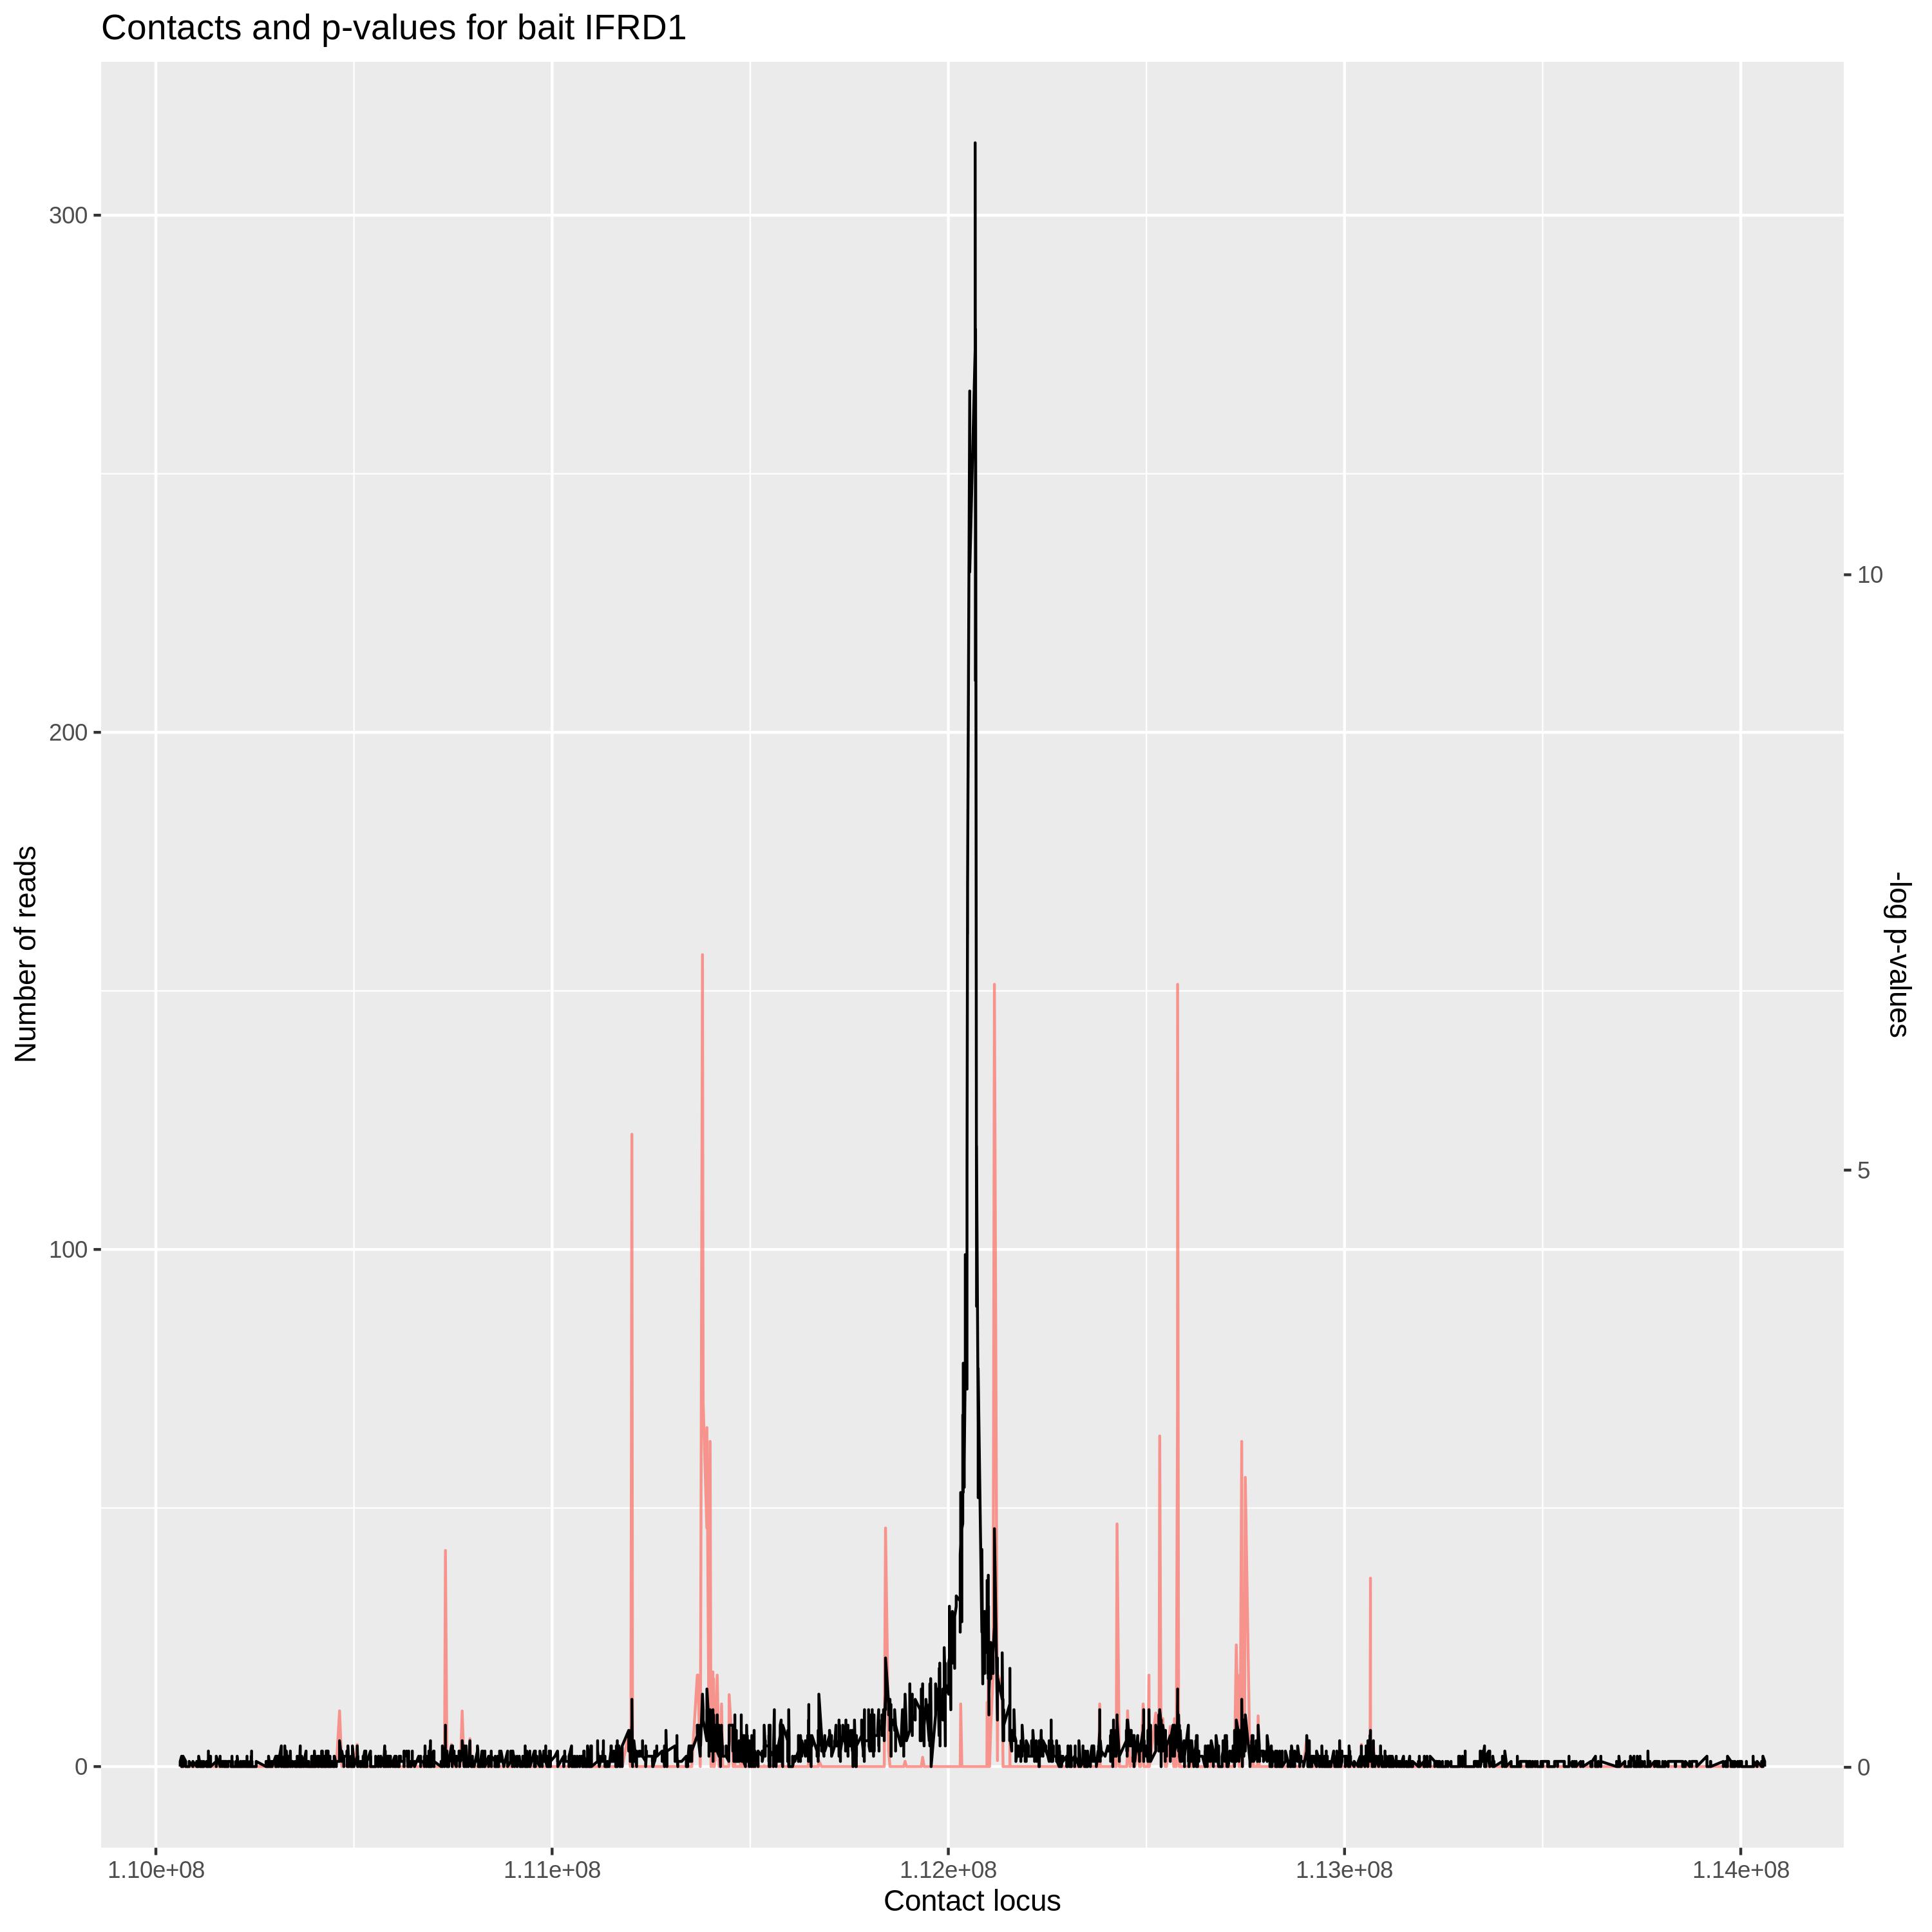 Contacts and p-values for bait IFRD1
300
200
100
0
10
5
0
Number of reads
-log p-values
1.10e+08 1.11e+08 1.12e+08 1.13e+08 1.14e+08
Contact locus